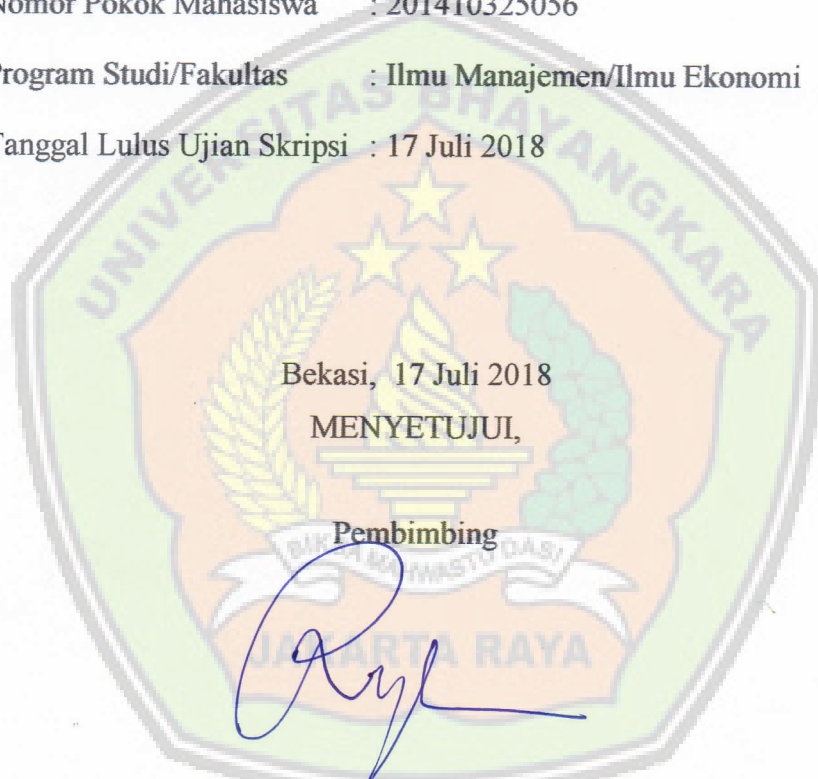 Nomor Pokok Mahasiswa : 201410325056
Program Studi/Fakultas : Ilmu Manajemen/Ilmu Ekonomi
Tanggal Lulus Ujian Skripsi : 17 Juli 2018
UNIVERSITAS BHAYANGKARA
Bekasi, 17 Juli 2018
MENYETUJUI,
Pembimbing
JAKARTA RAYA